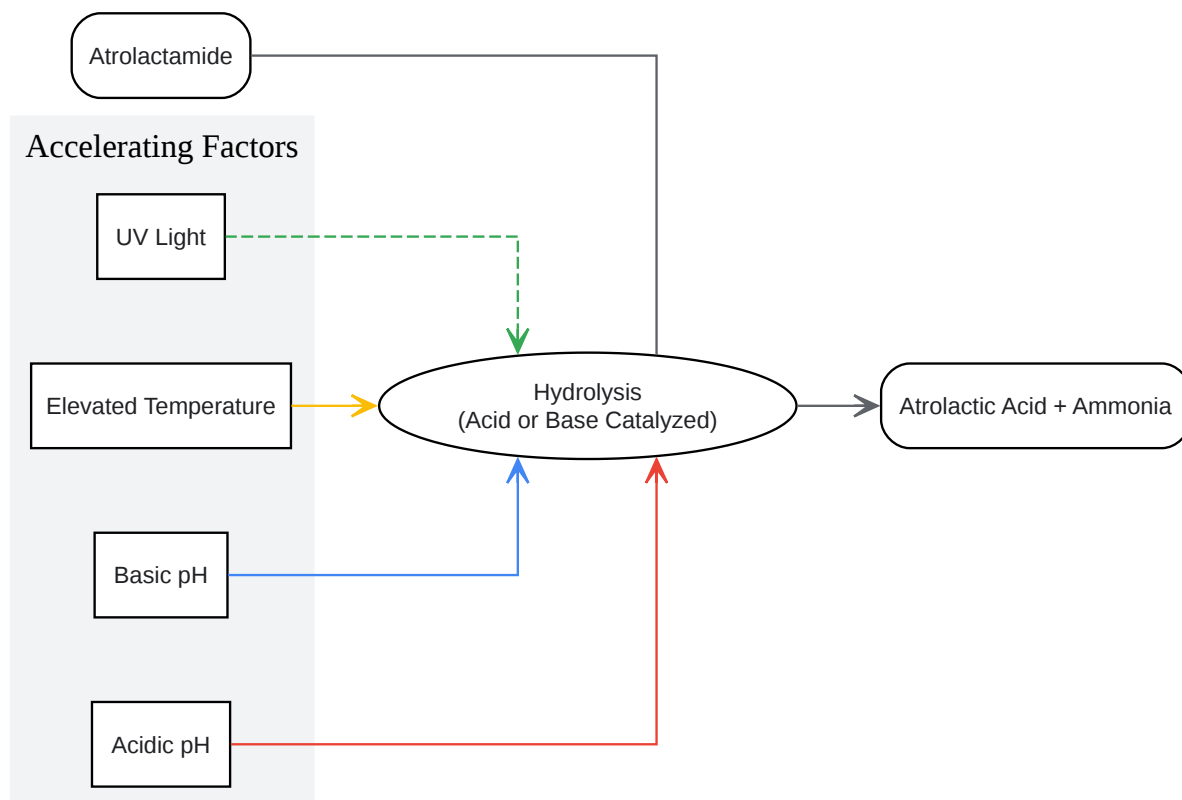 Atrolactamide
Accelerating Factors
UV Light
Elevated Temperature
Hydrolysis
(Acid or Base Catalyzed)
Atrolactic Acid + Ammonia
Basic pH
Acidic pH